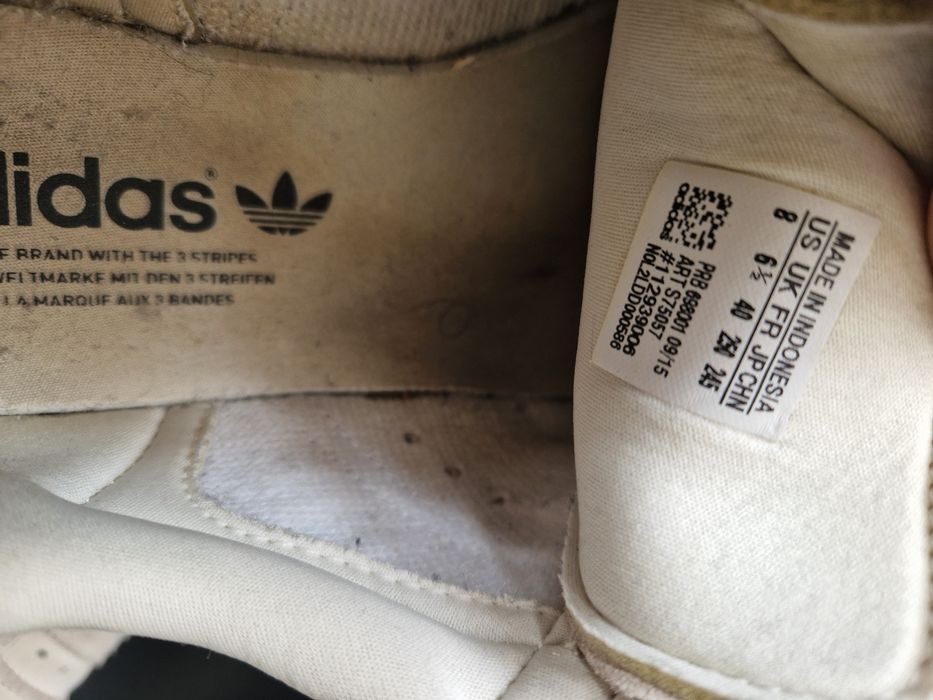 lidas®
BRAND WITH THE 3 STRIPES
WELTMARKE MIT DEN 3 STREIFEN
LA MARQUE AUX 3 BANDES
MADE IN INDONESIA
US UK FR JP CHN
8 6½ 40 250 245
adidas
PRB 698001 09/15
ART S75057
#112939006
No.2LDD000586